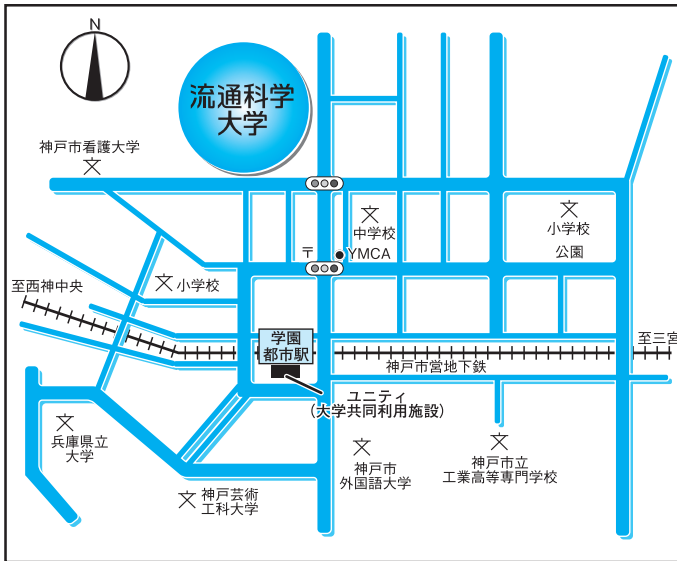 N
流通科学
大学
神戸市看護大学
中学校
小学校
公園
〒
YMCA
小学校
至西神中央
学園
都市駅
至三宮
神戸市営地下鉄
ユニティ
(大学共同利用施設)
兵庫県立
大学
神戸市
外国語大学
神戸市立
工業高等専門学校
神戸芸術
工科大学